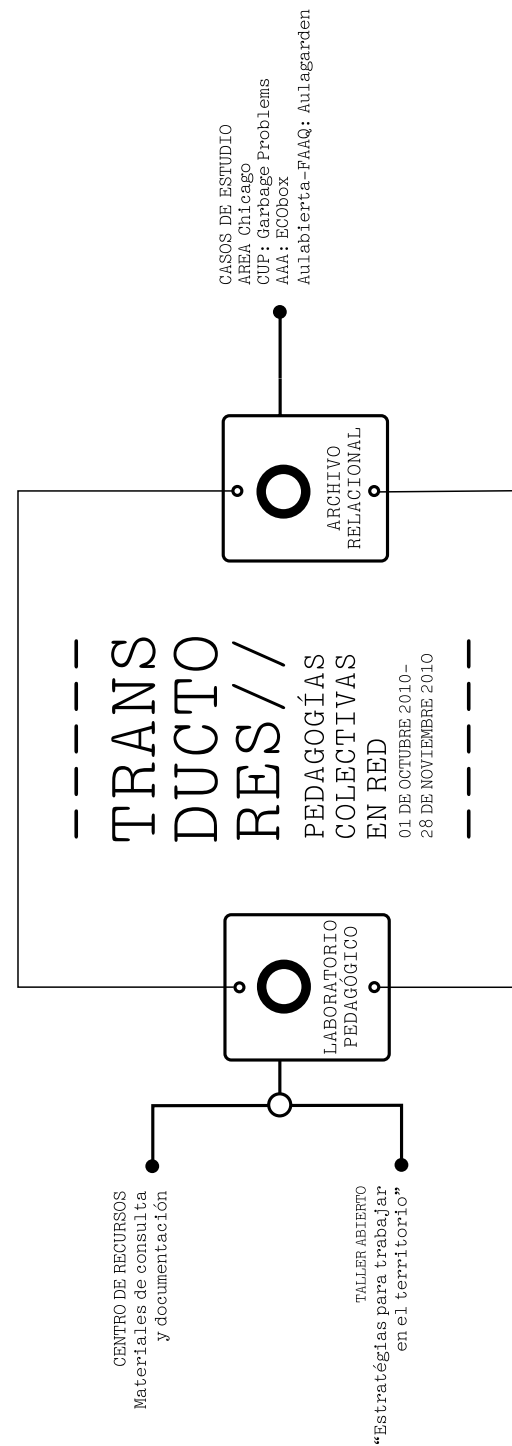 CENTRO DE RECURSOS
Materiales de consulta
y documentación
TALLER ABIERTO
“Estratégias para trabajar
en el territorio”
LABORATORIO
PEDAGÓGICO
TRANS
DUCTO
RES//
PEDAGOGÍAS
COLECTIVAS
EN RED
01 DE OCTUBRE 2010-
28 DE NOVIEMBRE 2010
ARCHIVO
RELACIONAL
CASOS DE ESTUDIO
AREA Chicago
CUP: Garbage Problems
AAA: ECObox
Aulabierta-FAAQ: Aulagarden